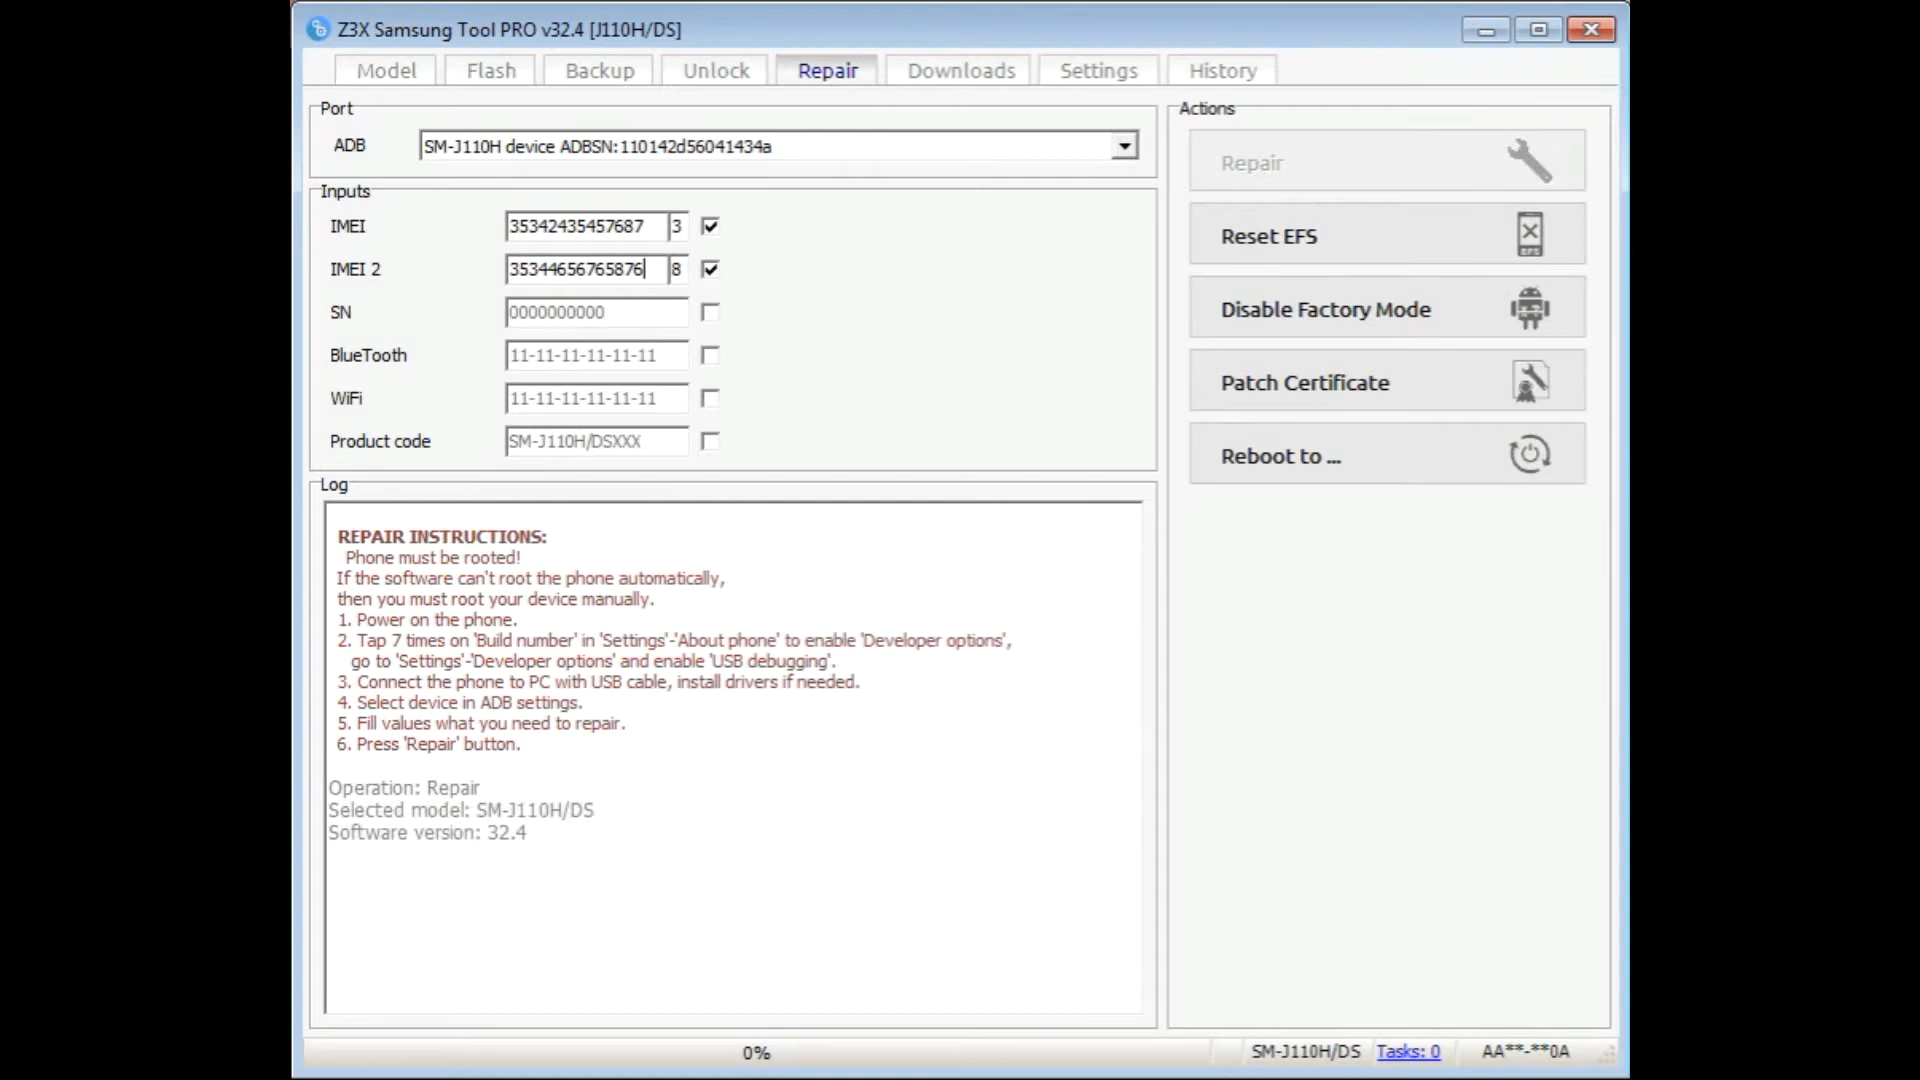 Z3X Samsung Tool PRO v32.4 [J110H/DS]
Model Flash Backup Unlock Repair Downloads Settings History
Port
ADB SM-J110H device ADBSN:110142d56041434a
Inputs
IMEI 35342435457687 3
IMEI 2 35344656765876 8
SN 0000000000
BlueTooth 11-11-11-11-11-11
WiFi 11-11-11-11-11-11
Product code SM-J110H/DSXXX
Log
REPAIR INSTRUCTIONS:
Phone must be rooted!
If the software can't root the phone automatically,
then you must root your device manually.
1. Power on the phone.
2. Tap 7 times on 'Build number' in 'Settings'-'About phone' to enable 'Developer options',
go to 'Settings'-'Developer options' and enable 'USB debugging'.
3. Connect the phone to PC with USB cable, install drivers if needed.
4. Select device in ADB settings.
5. Fill values what you need to repair.
6. Press 'Repair' button.
Operation: Repair
Selected model: SM-J110H/DS
Software version: 32.4
Actions
Repair
Reset EFS
Disable Factory Mode
Patch Certificate
Reboot to ...
0% SM-J110H/DS Tasks: 0 AA**-**0A